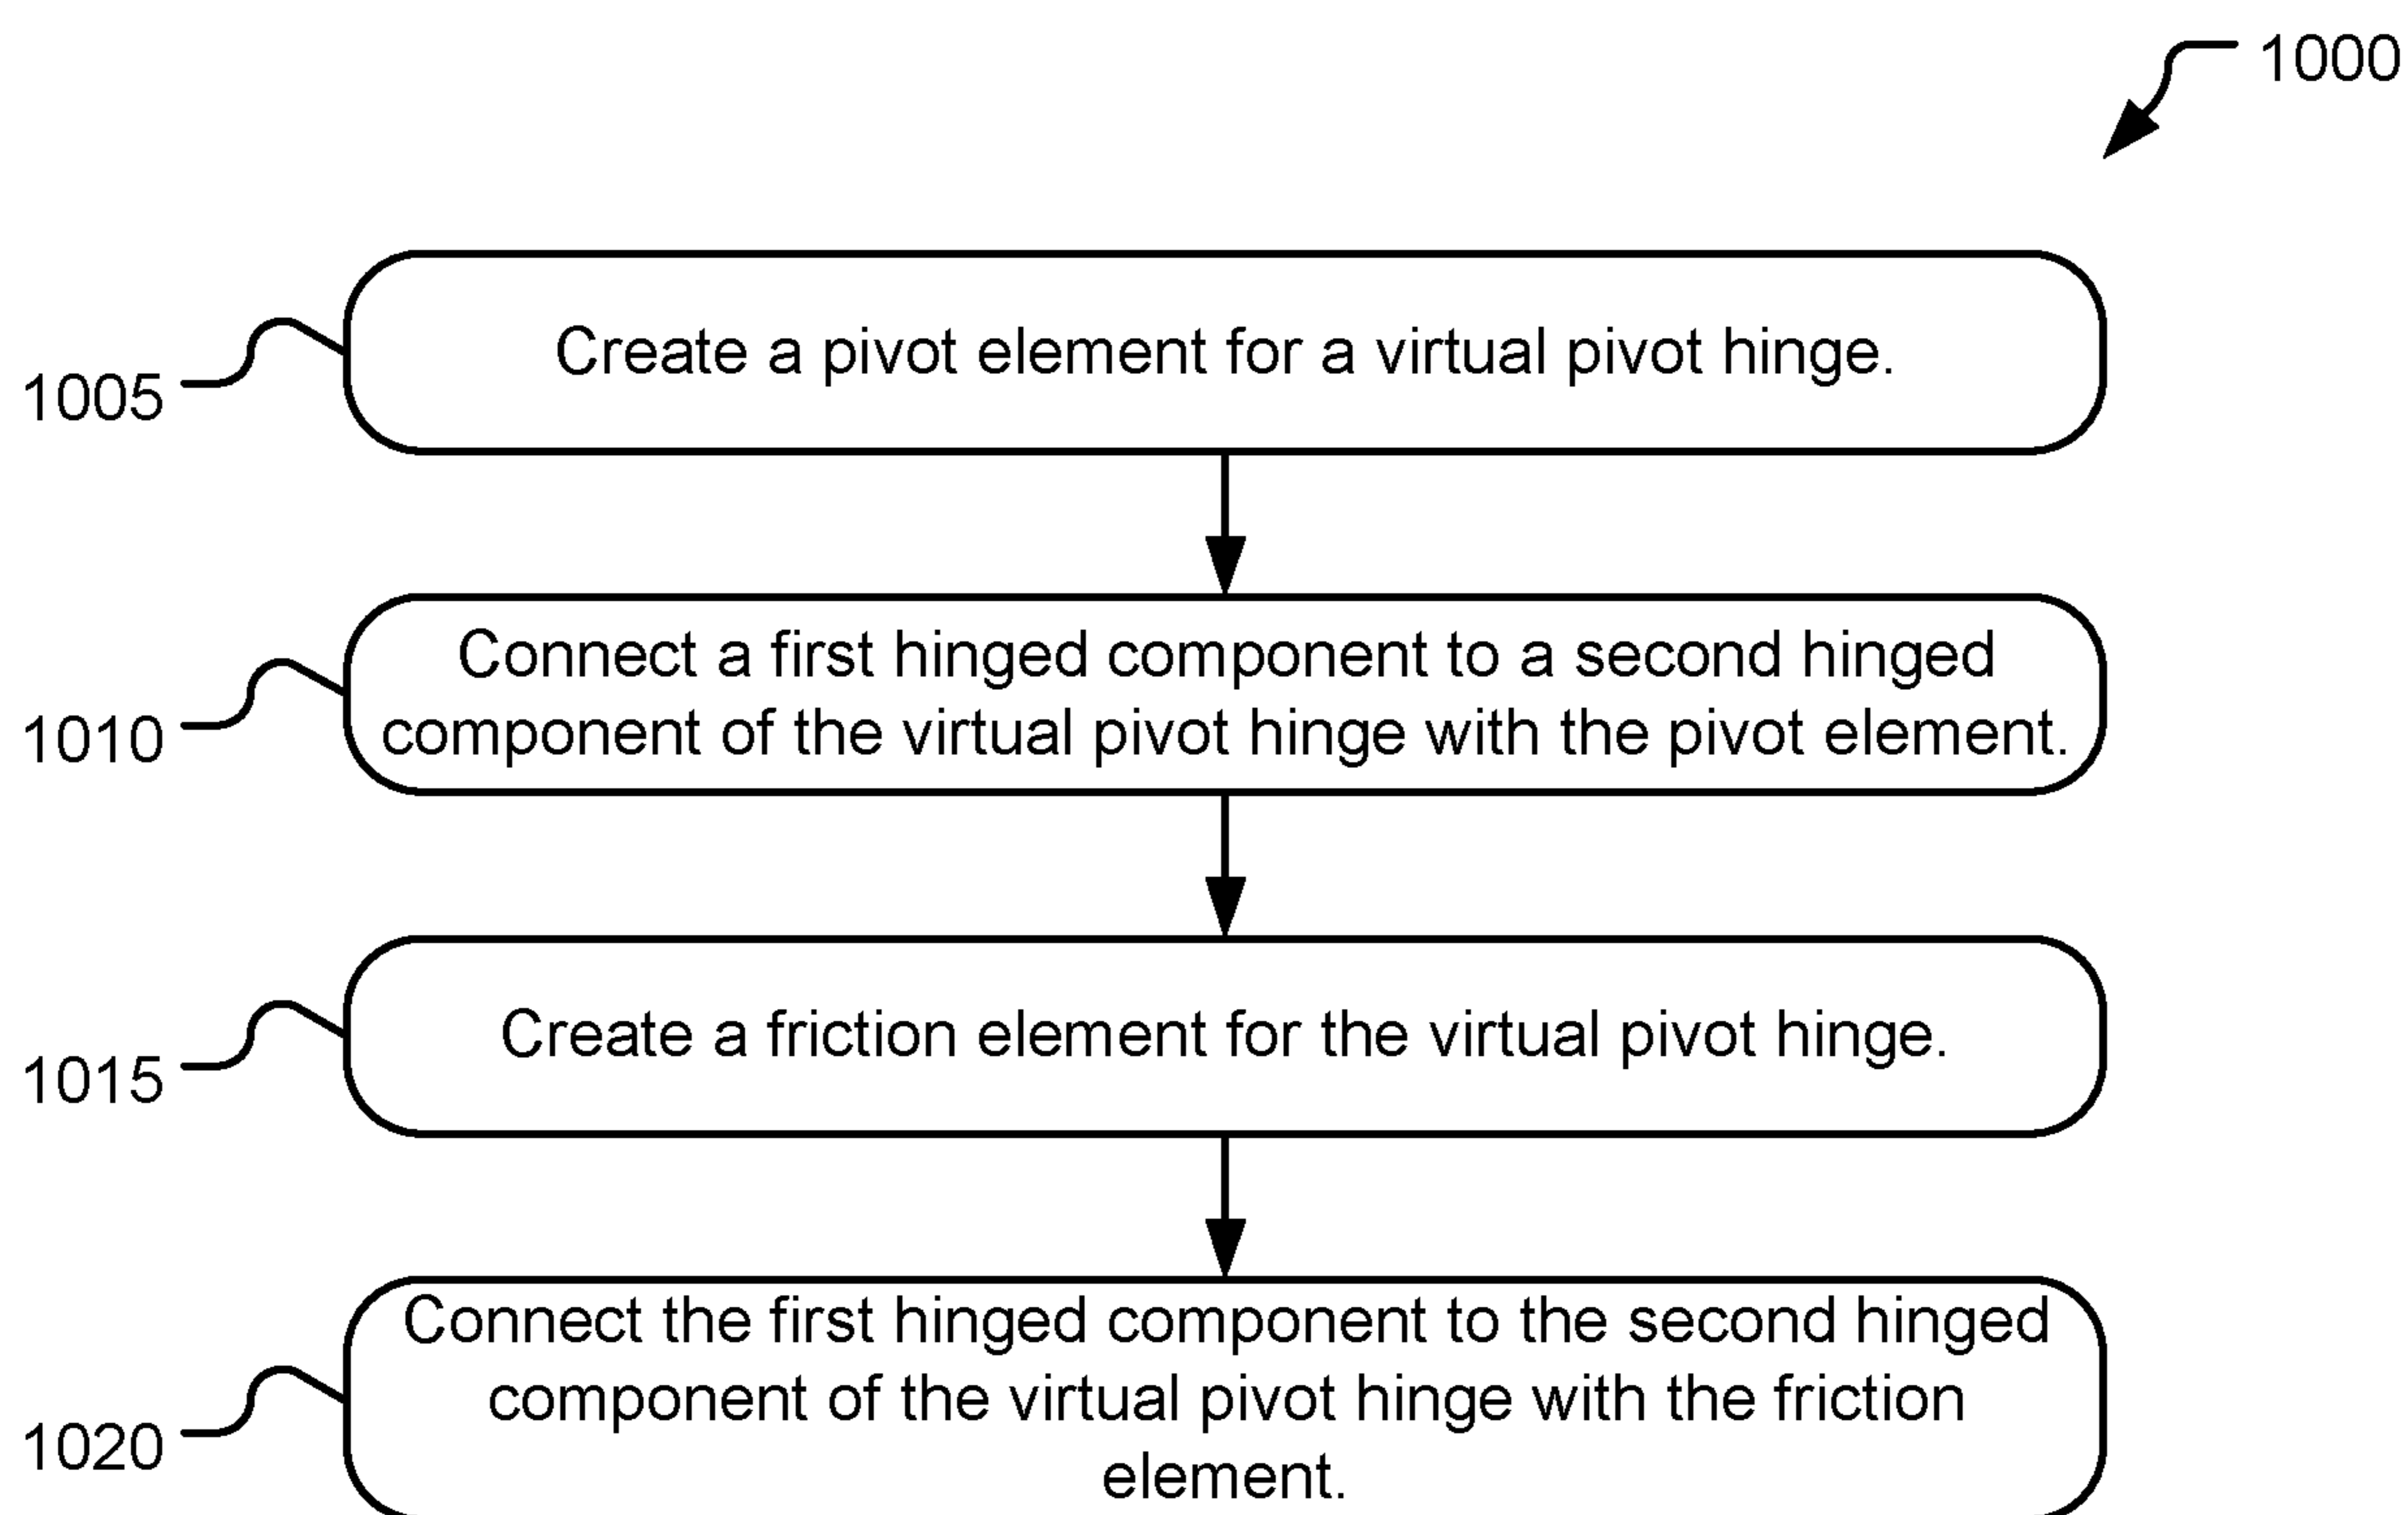 1000
Create a pivot element for a virtual pivot hinge.
1005
Connect a first hinged component to a second hinged
component of the virtual pivot hinge with the pivot element.
1010
Create a friction element for the virtual pivot hinge.
1015
Connect the first hinged component to the second hinged
component of the virtual pivot hinge with the friction
element.
1020